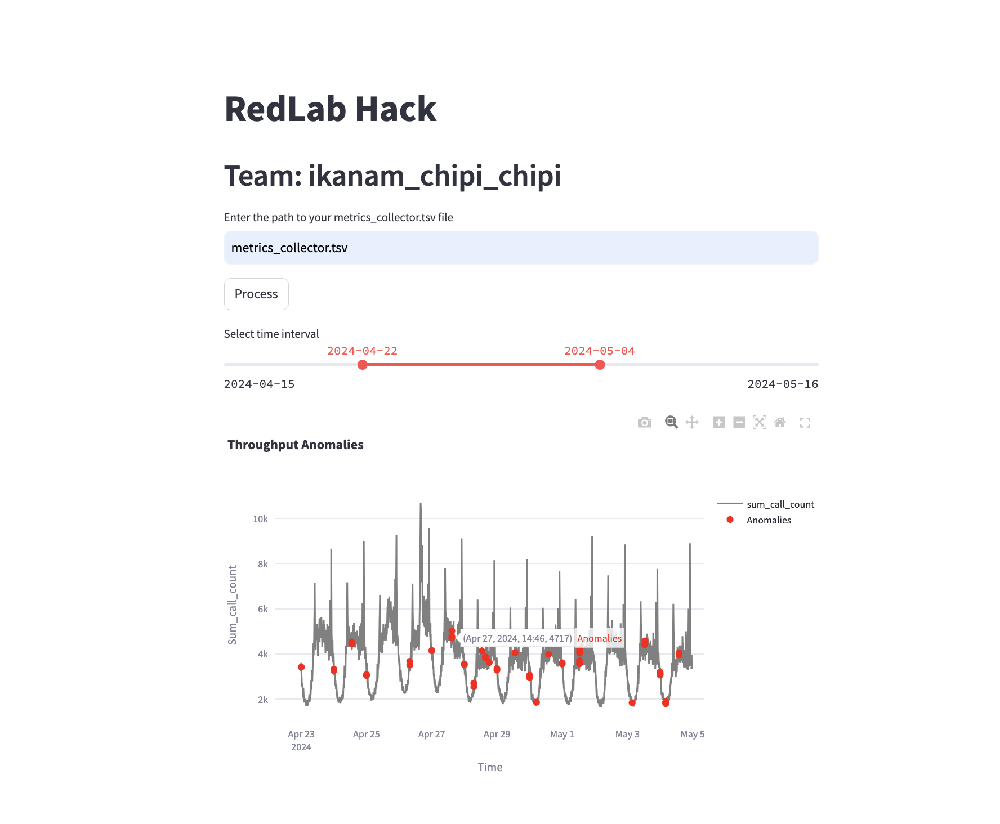 RedLab Hack
Team: ikanam_chipi_chipi
Enter the path to your metrics_collector.tsv file
metrics_collector.tsv
Process
Select time interval
2024-04-22 2024-05-04
2024-04-15 2024-05-16
Throughput Anomalies
sum_call_count
Anomalies
10k
8k
6k
4k
2k
Sum_call_count
(Apr 27, 2024, 14:46, 4717) Anomalies
Apr 23 Apr 25 Apr 27 Apr 29 May 1 May 3 May 5
2024
Time